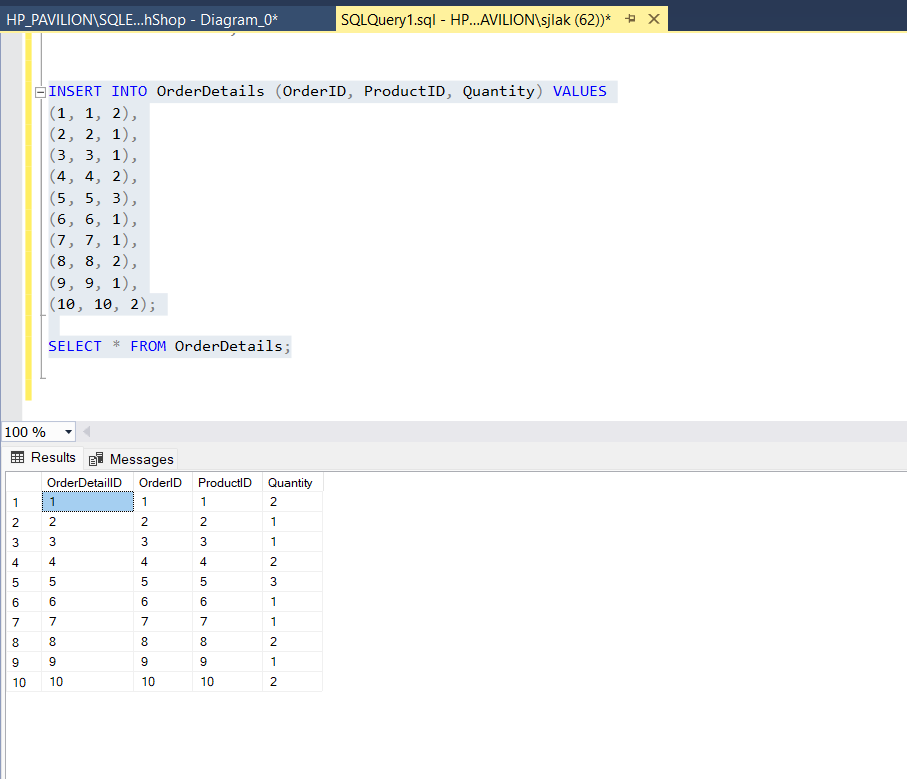 HP_PAVILION\SQLE...hShop - Diagram_0*
SQLQuery1.sql - HP...AVILION\sjlak (62))*
INSERT INTO OrderDetails (OrderID, ProductID, Quantity) VALUES
(1, 1, 2),
(2, 2, 1),
(3, 3, 1),
(4, 4, 2),
(5, 5, 3),
(6, 6, 1),
(7, 7, 1),
(8, 8, 2),
(9, 9, 1),
(10, 10, 2);
SELECT * FROM OrderDetails;
100 %
Results Messages
OrderDetailID OrderID ProductID Quantity
1 1 1 1 2
2 2 2 2 1
3 3 3 3 1
4 4 4 4 2
5 5 5 5 3
6 6 6 6 1
7 7 7 7 1
8 8 8 8 2
9 9 9 9 1
10 10 10 10 2